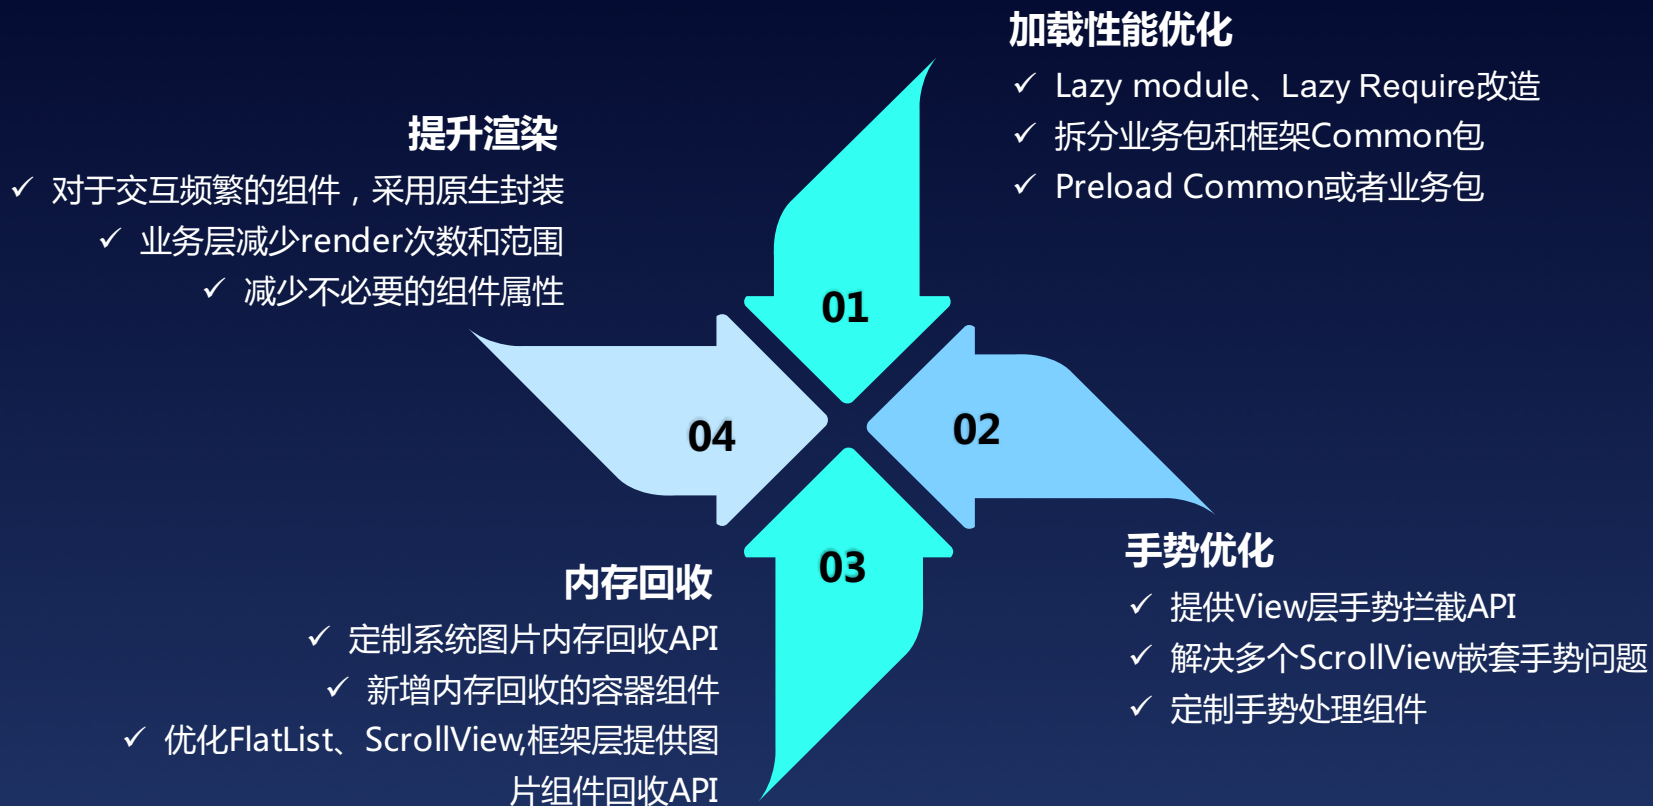 加载性能优化
Lazy module、Lazy Require改造
拆分业务包和框架Common包
Preload Common或者业务包
01
提升渲染
对于交互频繁的组件，采用原生封装
业务层减少render次数和范围
减少不必要的组件属性
04
02
手势优化
提供View层手势拦截API
解决多个ScrollView嵌套手势问题
定制手势处理组件
03
内存回收
定制系统图片内存回收API
新增内存回收的容器组件
优化FlatList、ScrollView,框架层提供图
片组件回收API